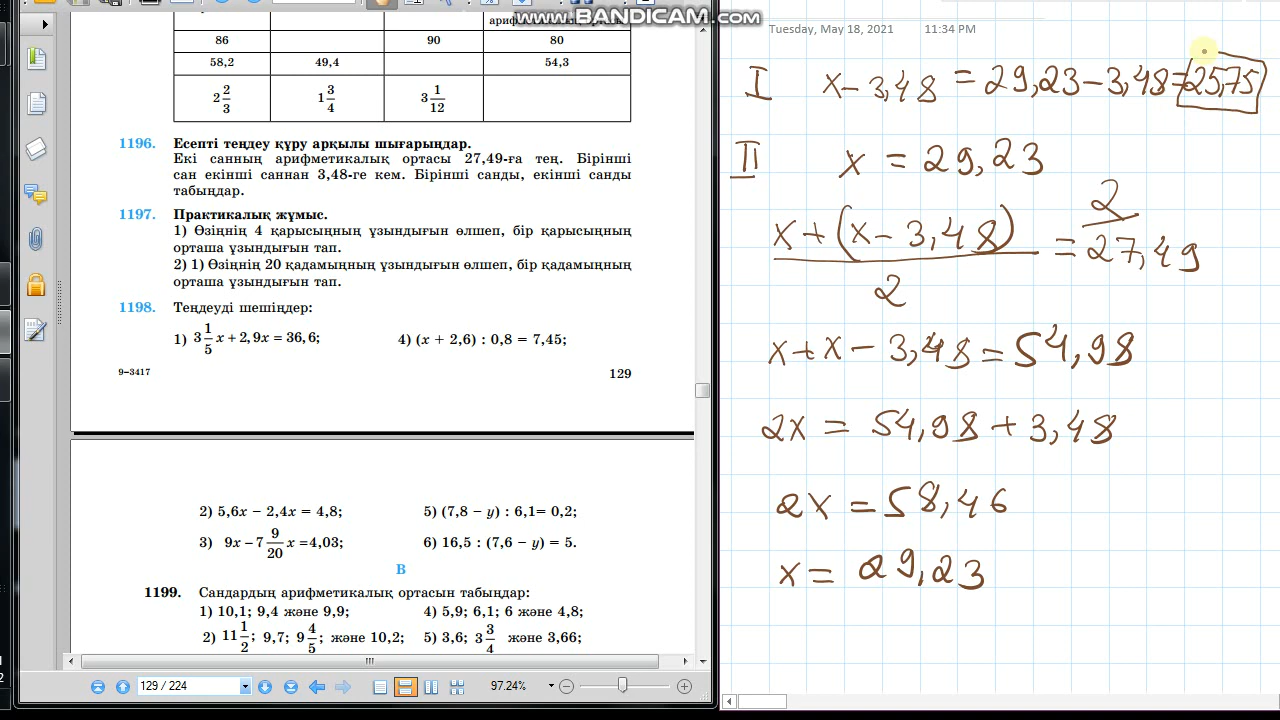 www.BANDICAM.com
86 90 80
58,2 49,4 54,3
2 2/3 1 3/4 3 1/12
1196. Есепті теңдеу құру арқылы шығарыңдар.
Екі санның арифметикалық ортасы 27,49-ға тең. Бірінші
сан екінші саннан 3,48-ге кем. Бірінші санды, екінші санды
табыңдар.
1197. Практикалық жұмыс.
1) Өзіңнің 4 қарысыңның ұзындығын өлшеп, бір қарысыңның
орташа ұзындығын тап.
2) 1) Өзіңнің 20 қадамыңның ұзындығын өлшеп, бір қадамыңның
орташа ұзындығын тап.
1198. Теңдеуді шешіңдер:
1) 3 1/5 x + 2,9x = 36,6; 4) (x + 2,6) : 0,8 = 7,45;
9–3417 129
2) 5,6x − 2,4x = 4,8; 5) (7,8 − y) : 6,1= 0,2;
3) 9x − 7 9/20 x =4,03; 6) 16,5 : (7,6 − y) = 5.
В
1199. Сандардың арифметикалық ортасын табыңдар:
1) 10,1; 9,4 және 9,9; 4) 5,9; 6,1; 6 және 4,8;
2) 11 1/2; 9,7; 9 4/5; және 10,2; 5) 3,6; 3 3/4 және 3,66;
129 / 224 97.24%
Tuesday, May 18, 2021 11:34 PM
I x − 3,48 = 29,23 − 3,48 = 25,75
II x = 29,23
x + (x − 3,48) / 2 = 2 / 27,49
x + x − 3,48 = 54,98
2x = 54,98 + 3,48
2x = 58,46
x = 29,23